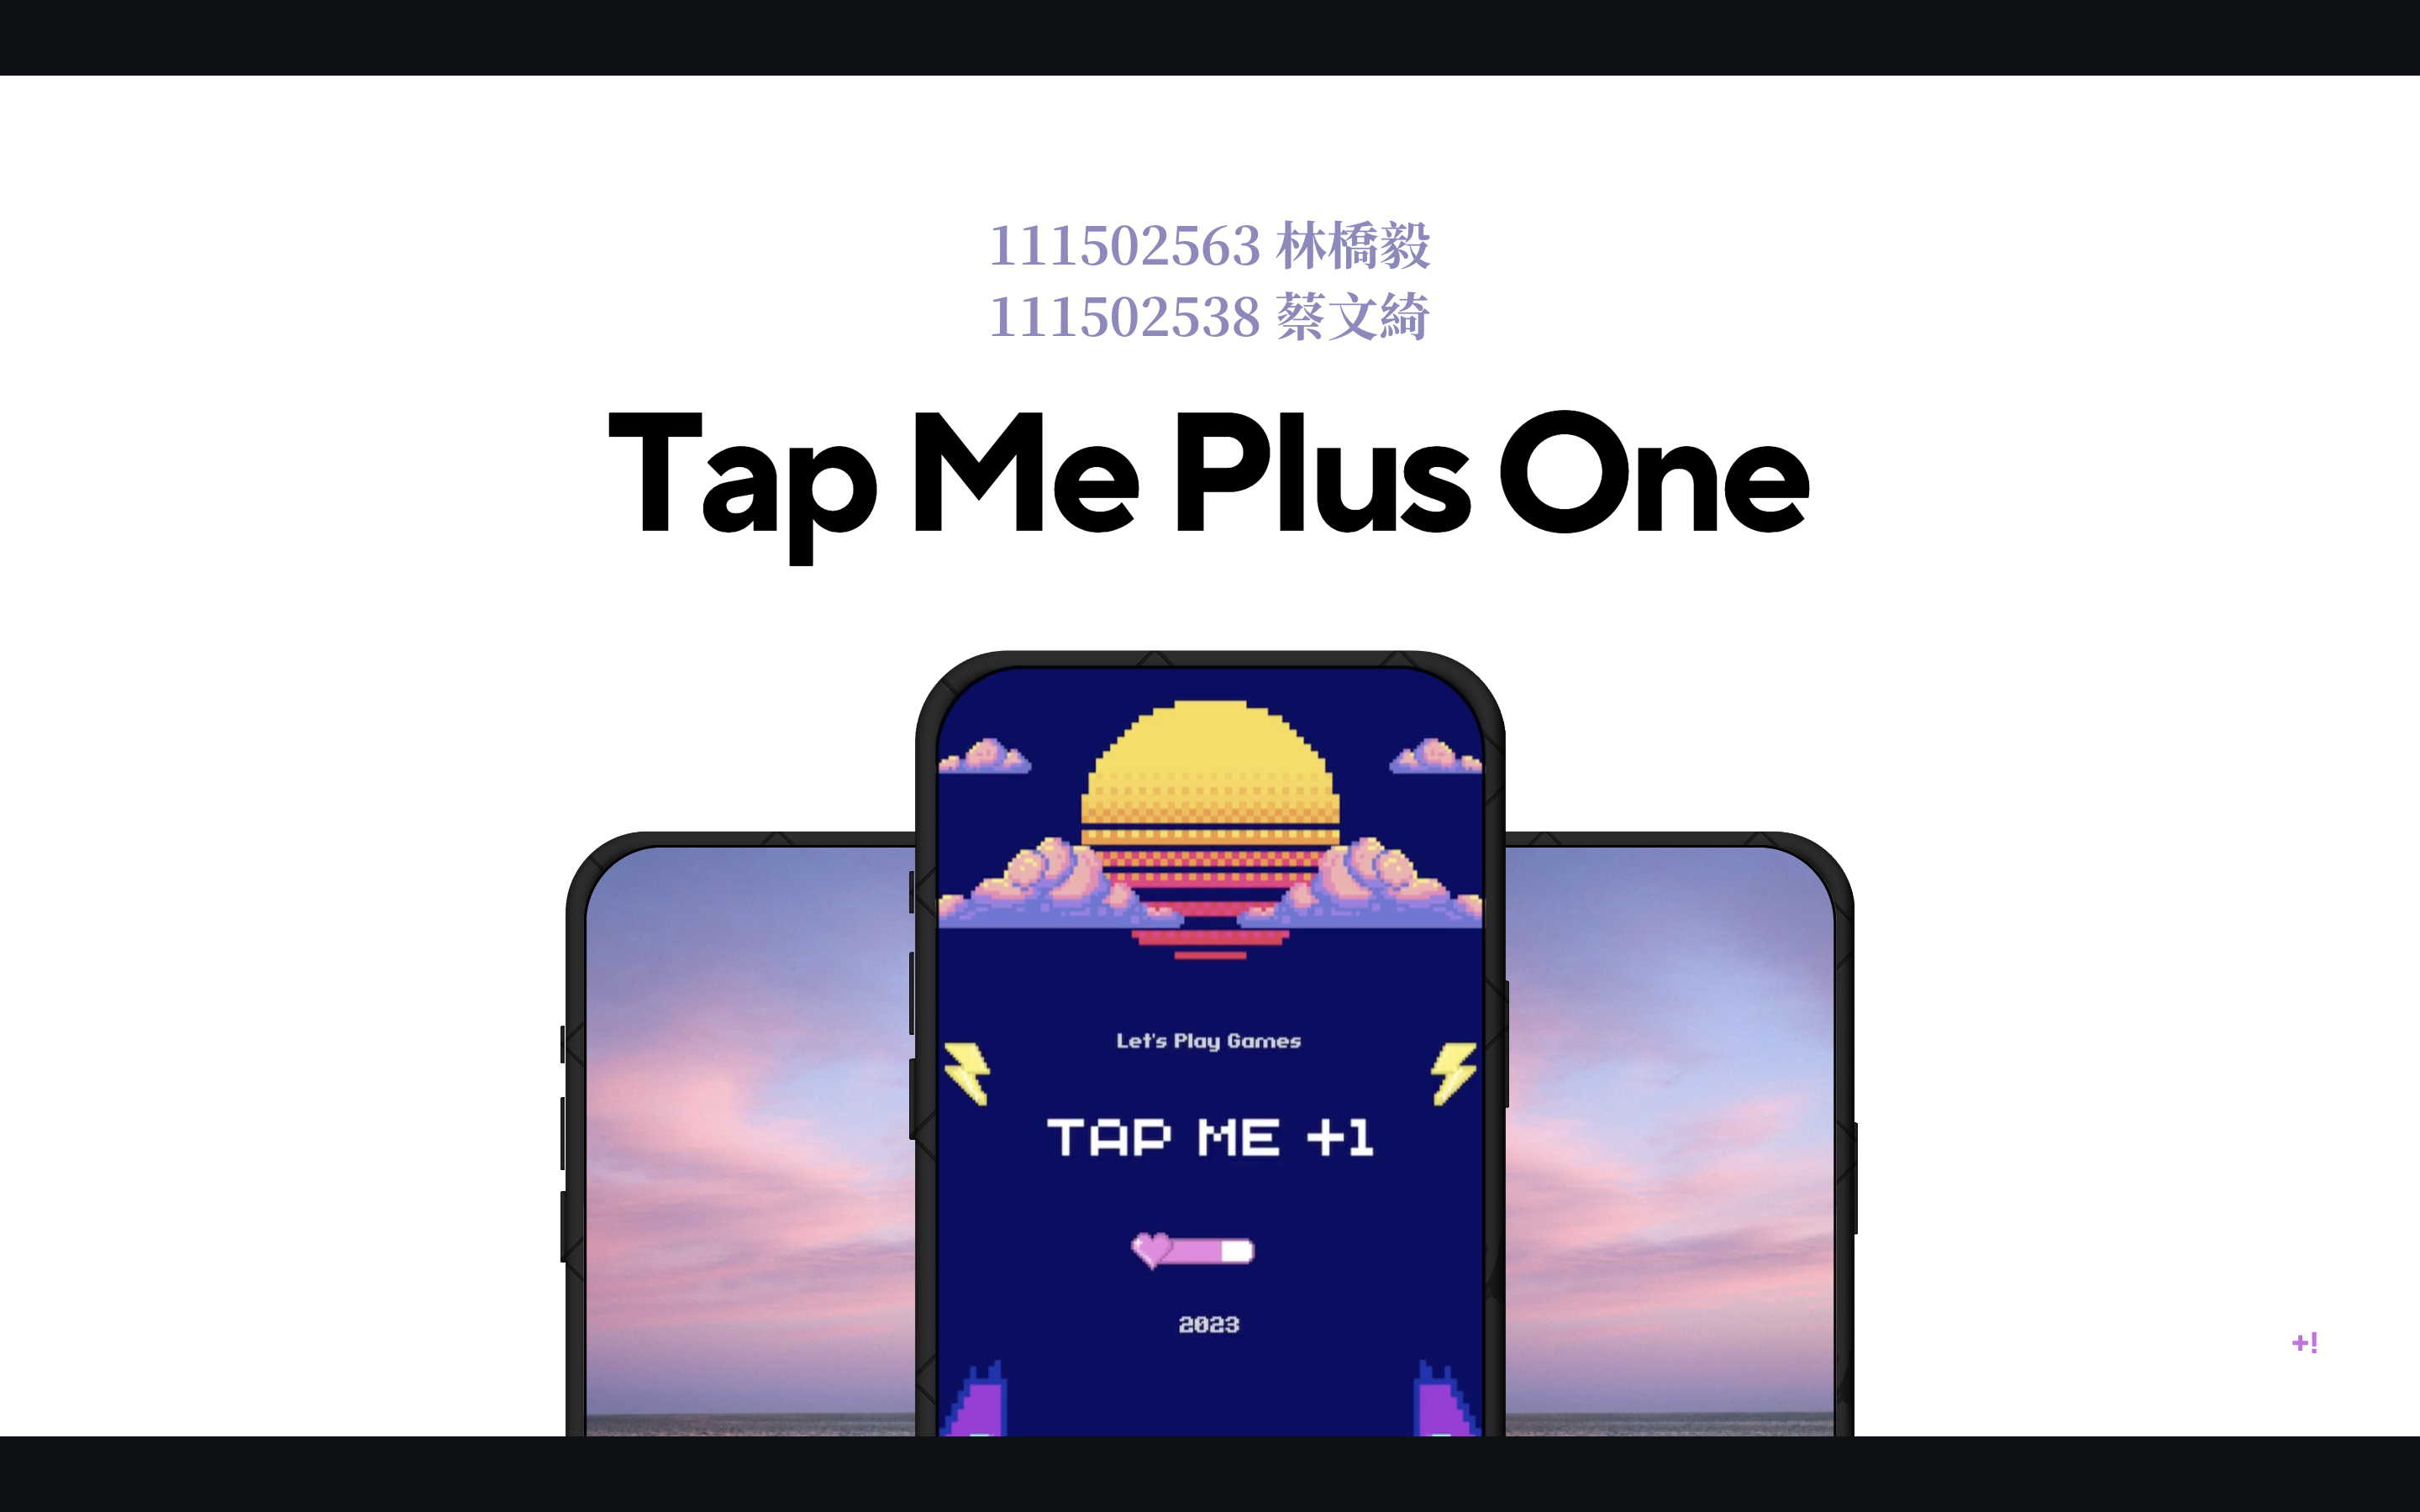 111502563 林橋毅
111502538 蔡文綺
Tap Me Plus One
Let's Play Games
TAP ME +1
2023
+!